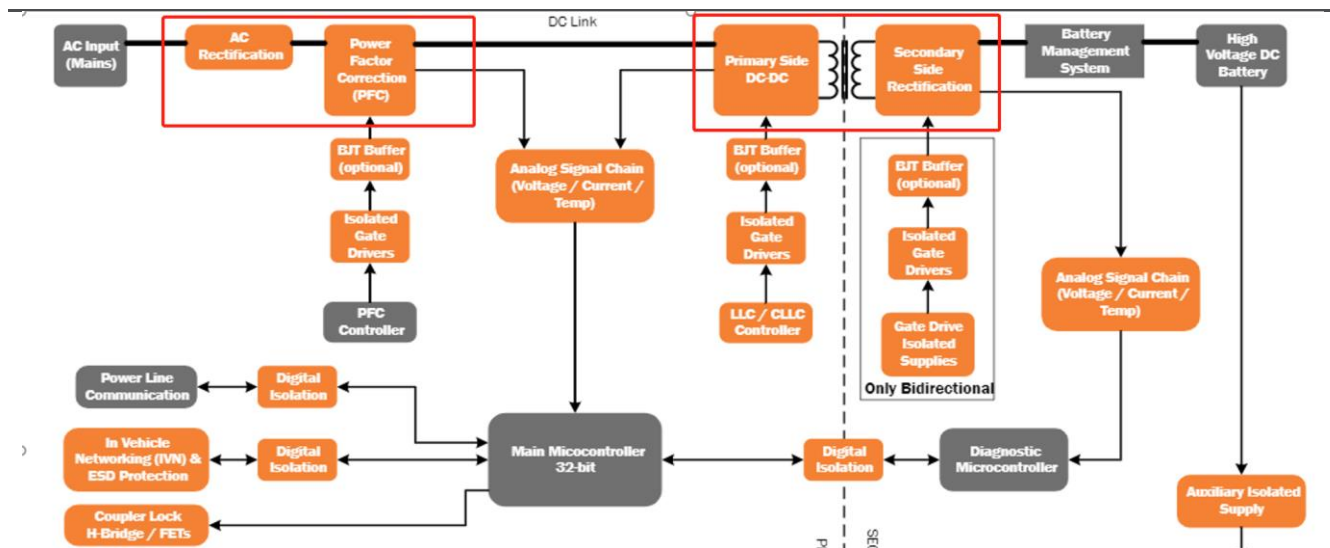 DC Link
AC Input
(Mains)
AC
Rectification
Power
Factor
Correction
(PFC)
Primary Side
DC-DC
Secondary
Side
Rectification
Battery
Management
System
High
Voltage DC
Battery
BJT Buffer
(optional)
Analog Signal Chain
(Voltage / Current /
Temp)
BJT Buffer
(optional)
BJT Buffer
(optional)
Isolated
Gate
Drivers
Isolated
Gate
Drivers
Isolated
Gate
Drivers
Analog Signal Chain
(Voltage / Current /
Temp)
PFC
Controller
LLC / CLLC
Controller
Gate Drive
Isolated
Supplies
Only Bidirectional
Power Line
Communication
Digital
Isolation
In Vehicle
Networking (IVN) &
ESD Protection
Digital
Isolation
Main Micocontroller
32-bit
Digital
Isolation
Diagnostic
Microcontroller
Coupler Lock
H-Bridge / FETs
Auxiliary Isolated
Supply